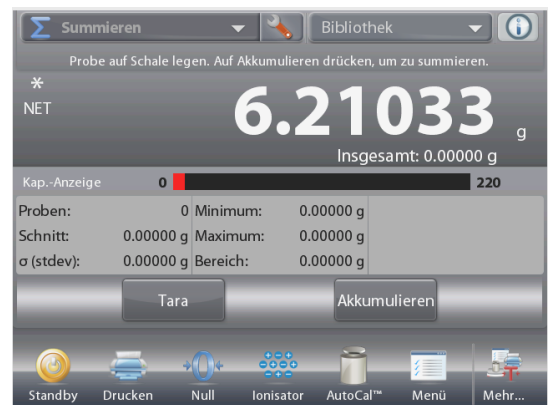 Σ Summieren Bibliothek
Probe auf Schale legen. Auf Akkumulieren drücken, um zu summieren.
*
NET
6.21033 g
Insgesamt: 0.00000 g
Kap.-Anzeige 0 220
Proben: 0 Minimum: 0.00000 g
Schnitt: 0.00000 g Maximum: 0.00000 g
σ (stdev): 0.00000 g Bereich: 0.00000 g
Tara Akkumulieren
Standby Drucken Null Ionisator AutoCal™ Menü Mehr...